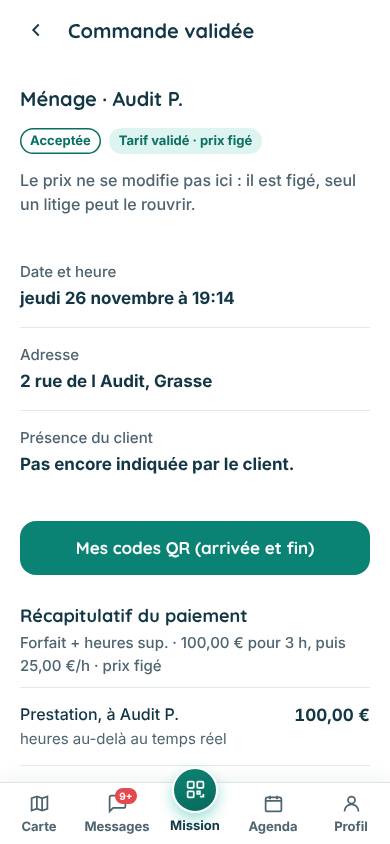 Commande validée
Ménage · Audit P.
Acceptée
Tarif validé · prix figé
Le prix ne se modifie pas ici : il est figé, seul
un litige peut le rouvrir.
Date et heure
jeudi 26 novembre à 19:14
Adresse
2 rue de l Audit, Grasse
Présence du client
Pas encore indiquée par le client.
Mes codes QR (arrivée et fin)
Récapitulatif du paiement
Forfait + heures sup. · 100,00 € pour 3 h, puis
25,00 €/h · prix figé
Prestation, à Audit P.
100,00 €
heures au-delà au temps réel
9+
Carte
Messages
Mission
Agenda
Profil